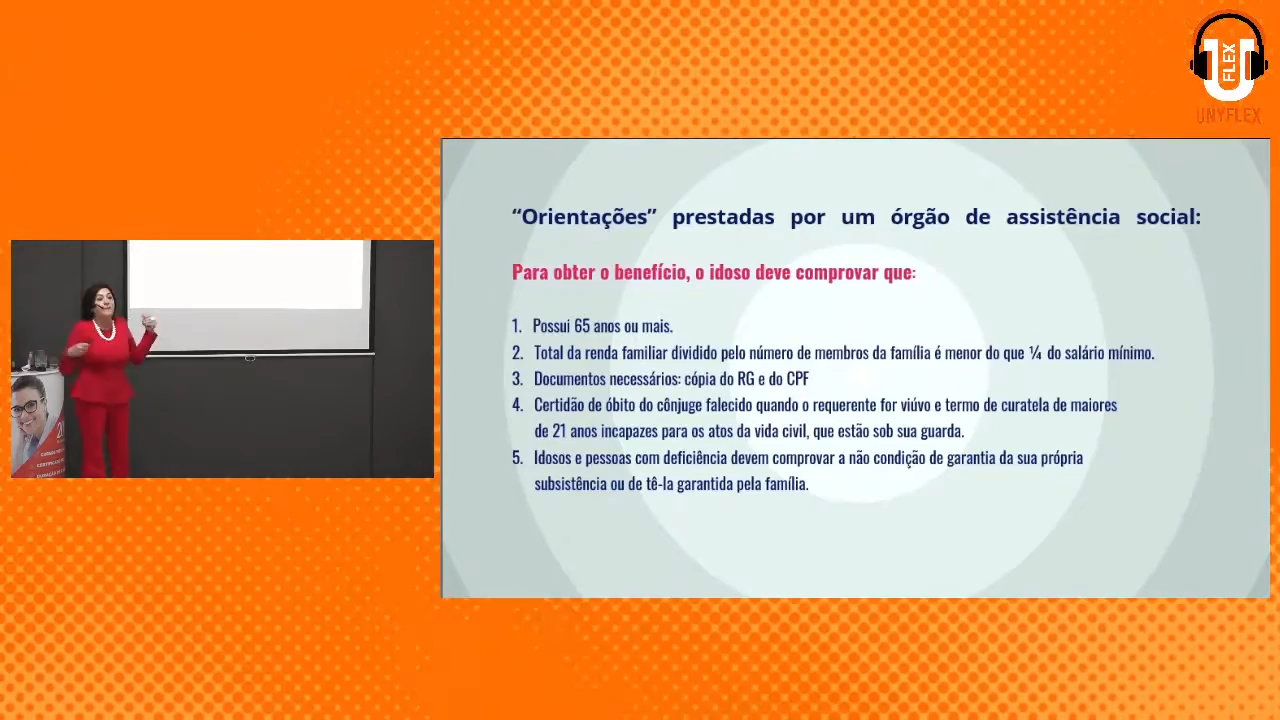 U
FLEX
UNYFLEX
“Orientações” prestadas por um órgão de assistência social:
Para obter o benefício, o idoso deve comprovar que:
1. Possui 65 anos ou mais.
2. Total da renda familiar dividido pelo número de membros da família é menor do que ¼ do salário mínimo.
3. Documentos necessários: cópia do RG e do CPF
4. Certidão de óbito do cônjuge falecido quando o requerente for viúvo e termo de curatela de maiores
de 21 anos incapazes para os atos da vida civil, que estão sob sua guarda.
5. Idosos e pessoas com deficiência devem comprovar a não condição de garantia da sua própria
subsistência ou de tê-la garantida pela família.